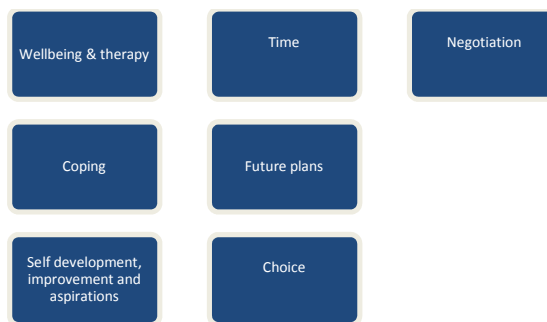 Wellbeing & therapy
Time
Negotiation
Coping
Future plans
Self development,
improvement and
aspirations
Choice